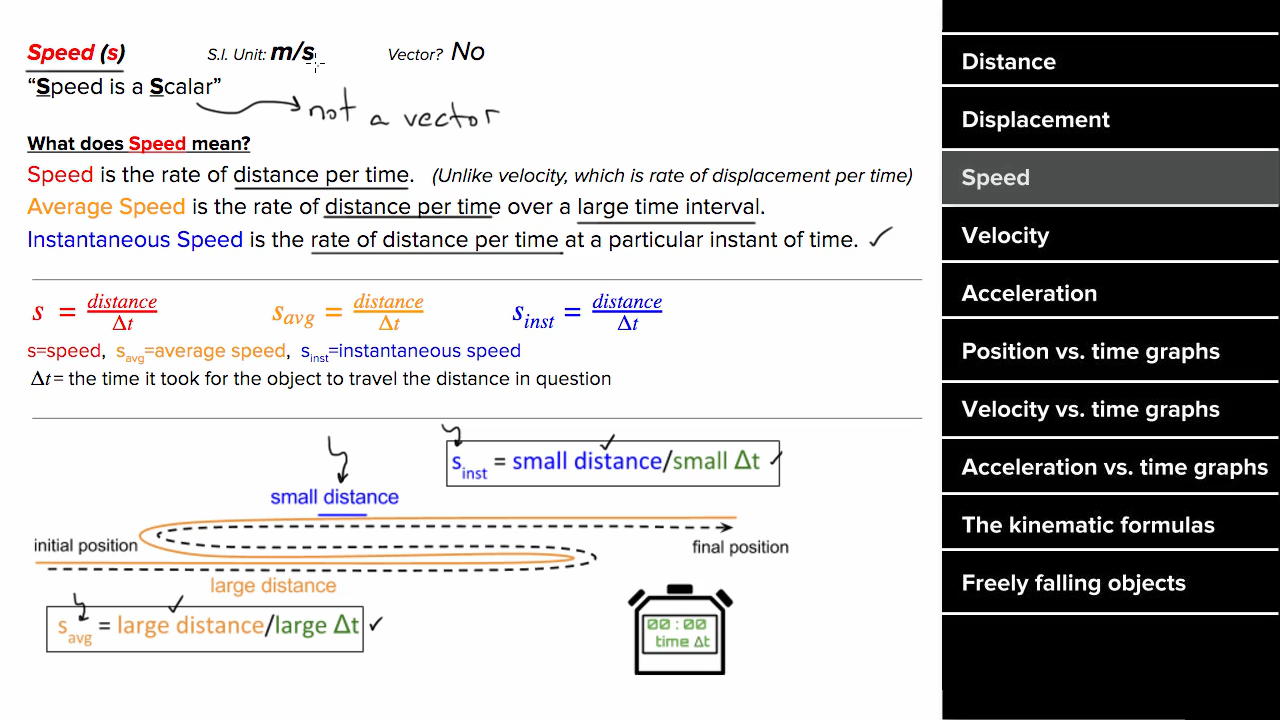 Speed (s) S.I. Unit: m/s Vector? No
“Speed is a Scalar”
not a vector
What does Speed mean?
Speed is the rate of distance per time. (Unlike velocity, which is rate of displacement per time)
Average Speed is the rate of distance per time over a large time interval.
Instantaneous Speed is the rate of distance per time at a particular instant of time.
s = distance/Δt s_avg = distance/Δt s_inst = distance/Δt
s=speed, s_avg=average speed, s_inst=instantaneous speed
Δt= the time it took for the object to travel the distance in question
s_inst = small distance/small Δt
small distance
initial position
final position
large distance
s_avg = large distance/large Δt
00:00
time Δt
Distance
Displacement
Speed
Velocity
Acceleration
Position vs. time graphs
Velocity vs. time graphs
Acceleration vs. time graphs
The kinematic formulas
Freely falling objects